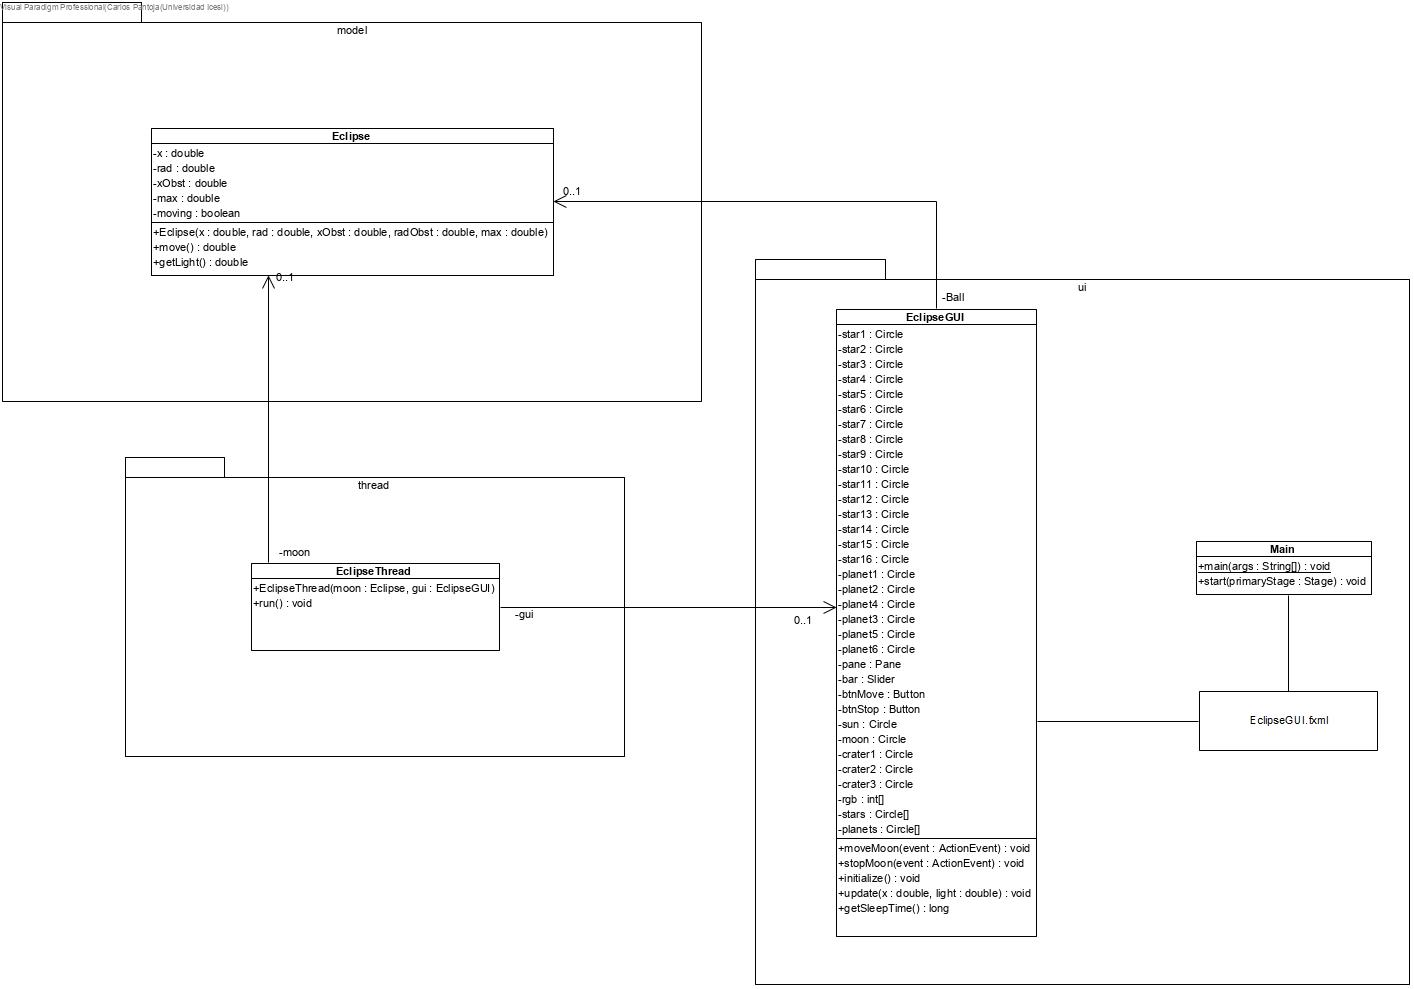 Visual Paradigm Professional(Carlos Pantoja(Universidad Icesi))
model
Eclipse
-x : double
-rad : double
-xObst : double
-max : double
-moving : boolean
+Eclipse(x : double, rad : double, xObst : double, radObst : double, max : double)
+move() : double
+getLight() : double
0..1
0..1
-Ball
thread
-moon
EclipseThread
+EclipseThread(moon : Eclipse, gui : EclipseGUI)
+run() : void
-gui
0..1
ui
EclipseGUI
-star1 : Circle
-star2 : Circle
-star3 : Circle
-star4 : Circle
-star5 : Circle
-star6 : Circle
-star7 : Circle
-star8 : Circle
-star9 : Circle
-star10 : Circle
-star11 : Circle
-star12 : Circle
-star13 : Circle
-star14 : Circle
-star15 : Circle
-star16 : Circle
-planet1 : Circle
-planet2 : Circle
-planet4 : Circle
-planet3 : Circle
-planet5 : Circle
-planet6 : Circle
-pane : Pane
-bar : Slider
-btnMove : Button
-btnStop : Button
-sun : Circle
-moon : Circle
-crater1 : Circle
-crater2 : Circle
-crater3 : Circle
-rgb : int[]
-stars : Circle[]
-planets : Circle[]
+moveMoon(event : ActionEvent) : void
+stopMoon(event : ActionEvent) : void
+initialize() : void
+update(x : double, light : double) : void
+getSleepTime() : long
Main
+main(args : String[]) : void
+start(primaryStage : Stage) : void
EclipseGUI.fxml